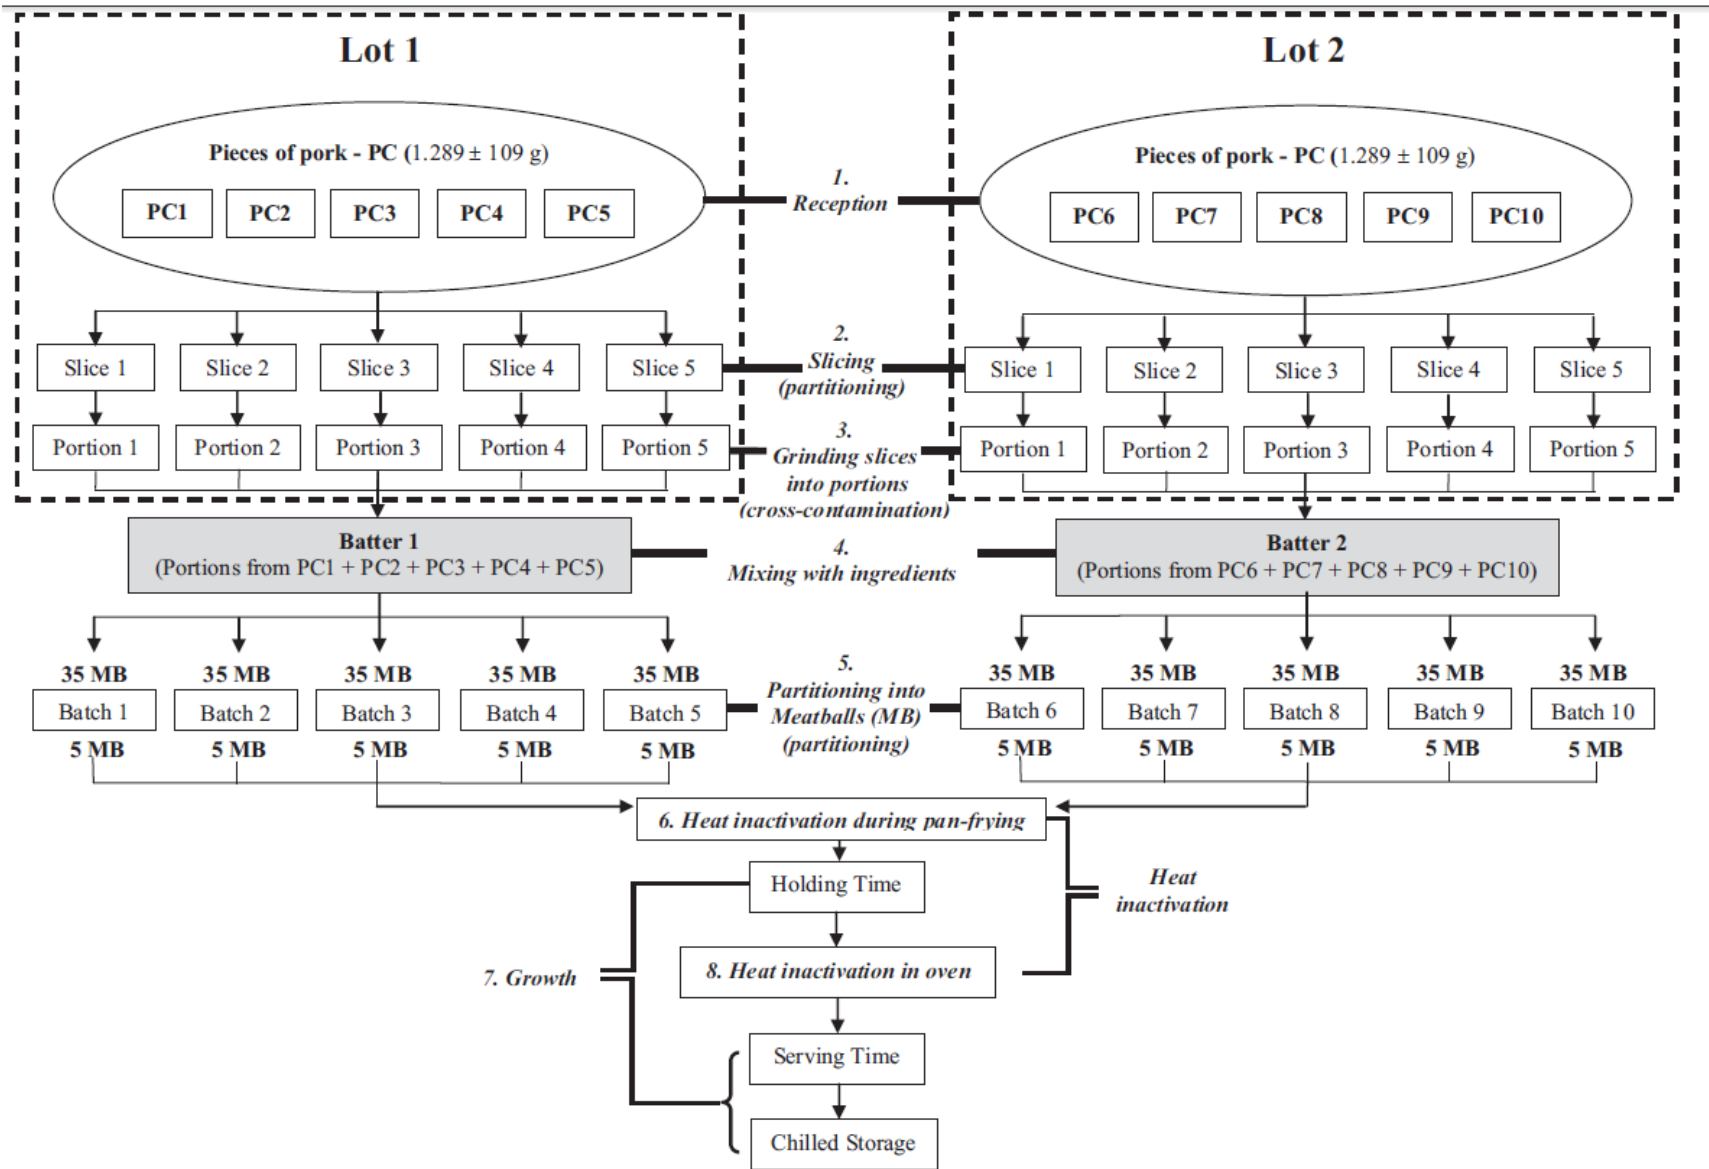 Lot 1
Lot 2
Pieces of pork - PC (1.289 ± 109 g)
Pieces of pork - PC (1.289 ± 109 g)
1.
Reception
PC1 PC2 PC3 PC4 PC5
PC6 PC7 PC8 PC9 PC10
2.
Slicing
(partitioning)
Slice 1 Slice 2 Slice 3 Slice 4 Slice 5
Slice 1 Slice 2 Slice 3 Slice 4 Slice 5
3.
Grinding slices
into portions
(cross-contamination)
Portion 1 Portion 2 Portion 3 Portion 4 Portion 5
Portion 1 Portion 2 Portion 3 Portion 4 Portion 5
Batter 1
(Portions from PC1 + PC2 + PC3 + PC4 + PC5)
4.
Mixing with ingredients
Batter 2
(Portions from PC6 + PC7 + PC8 + PC9 + PC10)
35 MB 35 MB 35 MB 35 MB 35 MB
Batch 1 Batch 2 Batch 3 Batch 4 Batch 5
5 MB 5 MB 5 MB 5 MB 5 MB
5.
Partitioning into
Meatballs (MB)
(partitioning)
35 MB 35 MB 35 MB 35 MB 35 MB
Batch 6 Batch 7 Batch 8 Batch 9 Batch 10
5 MB 5 MB 5 MB 5 MB 5 MB
6. Heat inactivation during pan-frying
Holding Time
Heat
inactivation
7. Growth
8. Heat inactivation in oven
Serving Time
Chilled Storage